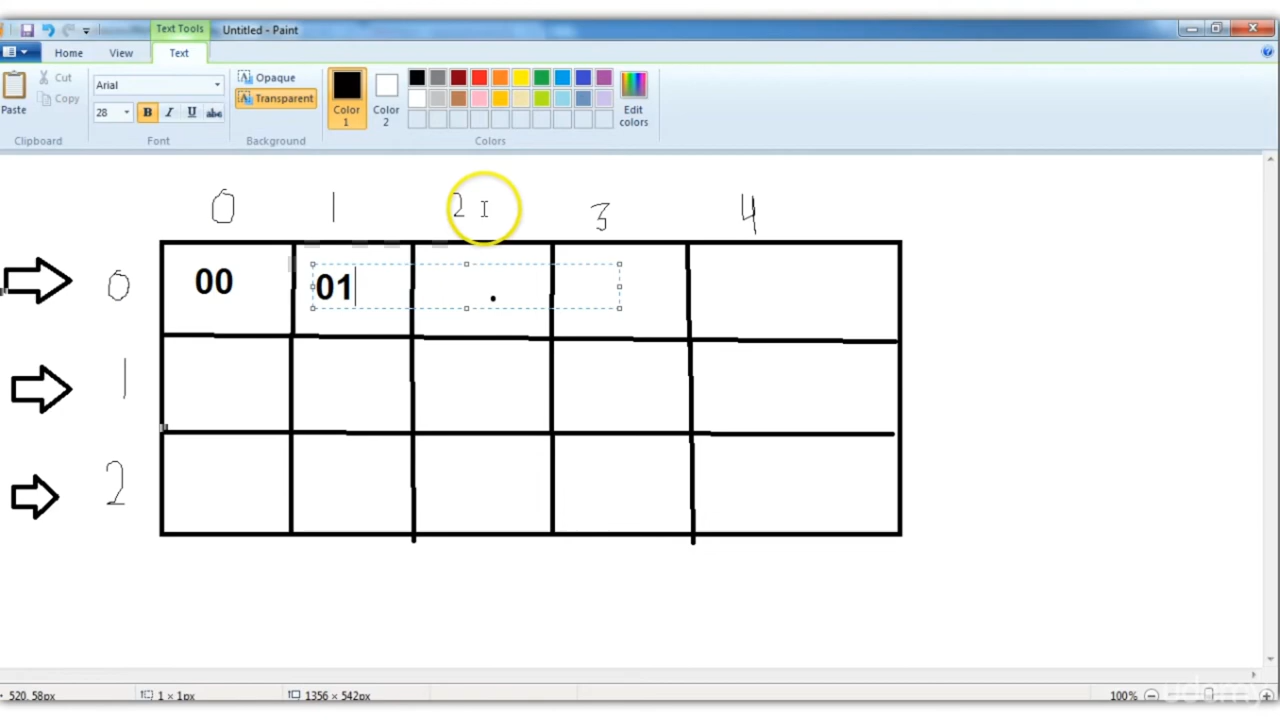 Text Tools
Untitled - Paint
Home View Text
Paste
Cut
Copy
Clipboard
Arial
28 B I U abc
Font
Opaque
Transparent
Background
Color 1
Color 2
Edit colors
Colors
0 1 2 3 4
0 00 01 .
1
2
520, 58px 1 × 1px 1356 × 542px 100%
udemy